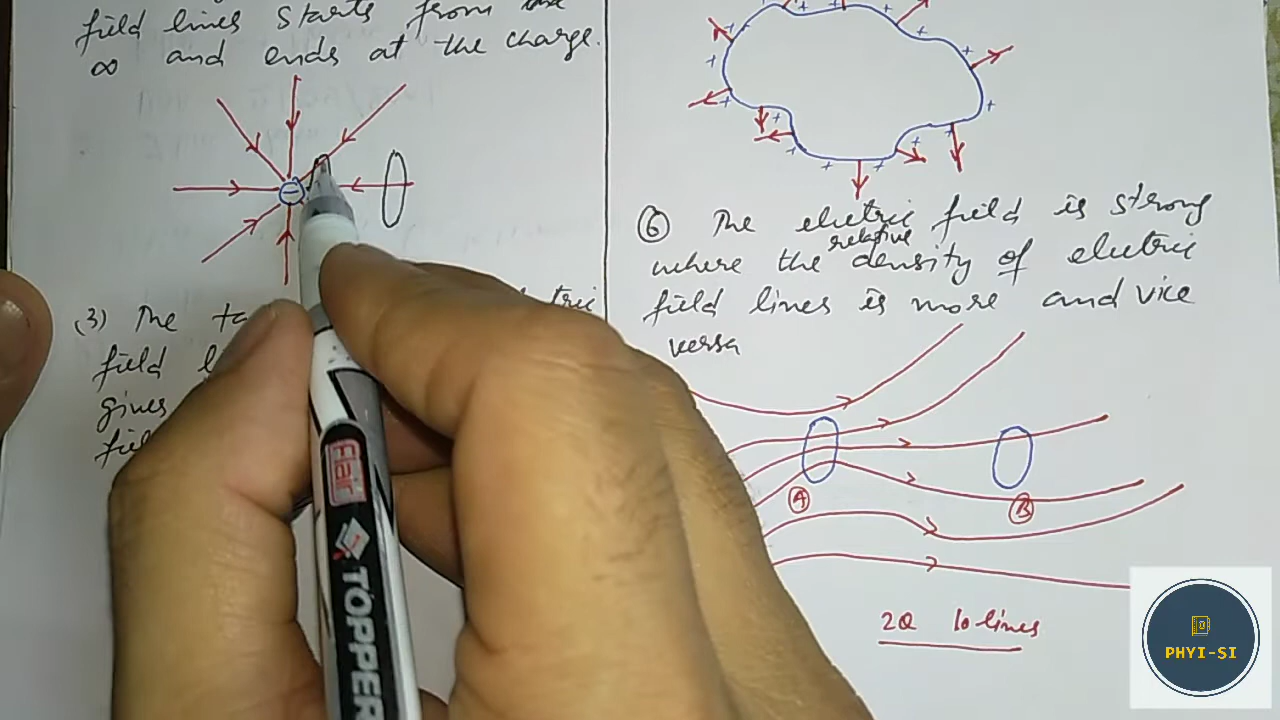 field lines starts from the
∞ and ends at the charge.
(3) The
field
gives
⑥ The electric field is strong
relative
where the density of electric
field lines is more and vice
versa
A
B
2Q 10 lines
Flair
TOPPER
PHYI-SI